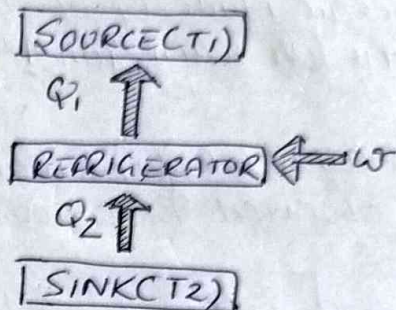 SOURCE(T1)
Q1
REFRIGERATOR
W
Q2
SINK(T2)